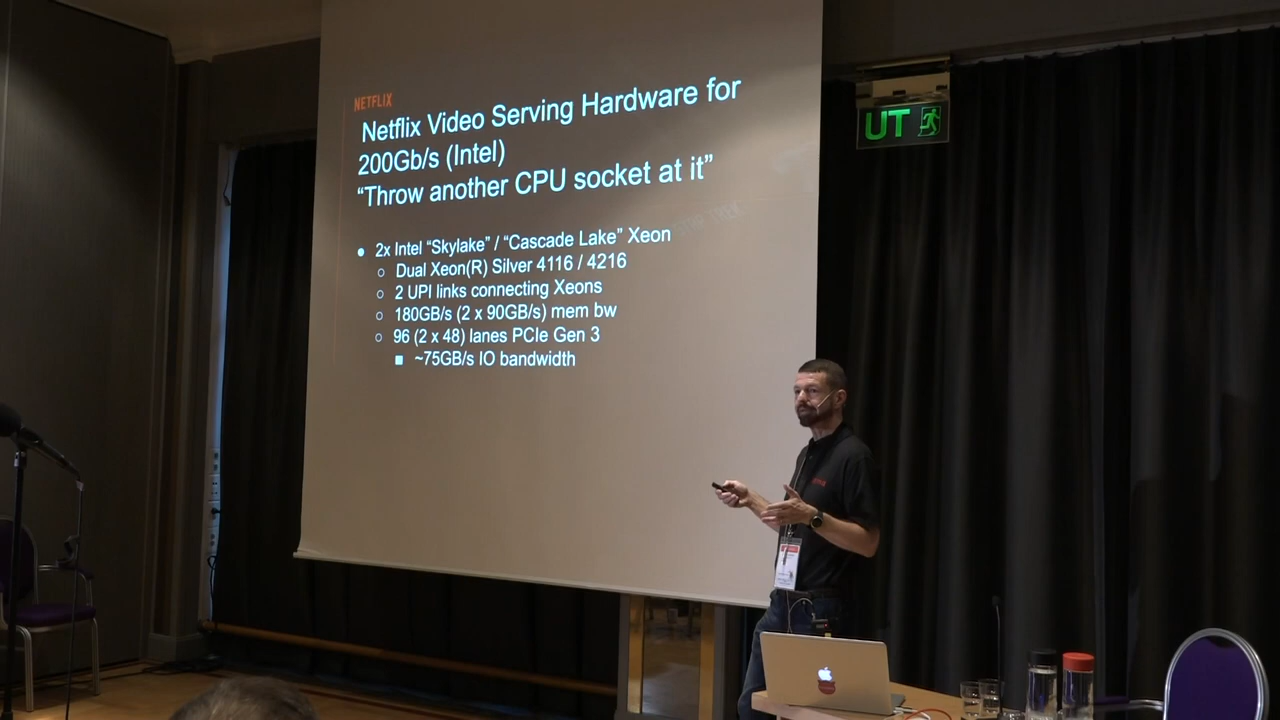 NETFLIX
Netflix Video Serving Hardware for
200Gb/s (Intel)
“Throw another CPU socket at it”
● 2x Intel “Skylake” / “Cascade Lake” Xeon
○ Dual Xeon(R) Silver 4116 / 4216
○ 2 UPI links connecting Xeons
○ 180GB/s (2 x 90GB/s) mem bw
○ 96 (2 x 48) lanes PCIe Gen 3
■ ~75GB/s IO bandwidth
UT